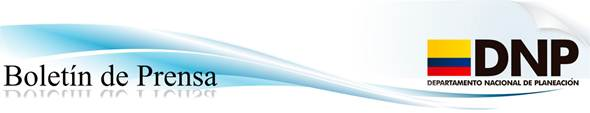 Boletín de Prensa
DNP
DEPARTAMENTO NACIONAL DE PLANEACIÓN